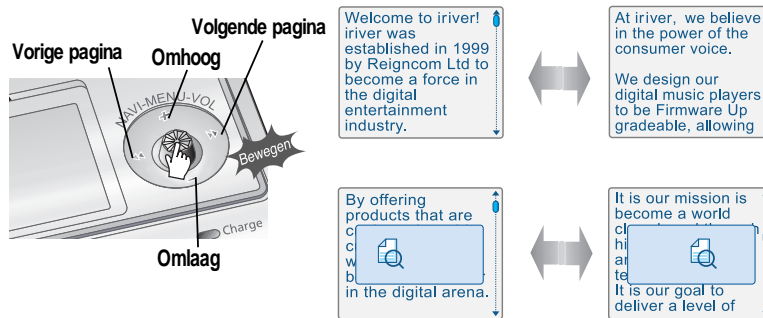 Volgende pagina
Vorige pagina
Omhoog
NAVI-MENU-VOL
Bewegen
Charge
Omlaag
Welcome to iriver!
iriver was
established in 1999
by Reigncom Ltd to
become a force in
the digital
entertainment
industry.
At iriver, we believe
in the power of the
consumer voice.
We design our
digital music players
to be Firmware Up
gradeable, allowing
By offering
products that are
in the digital arena.
It is our mission is
become a world
It is our goal to
deliver a level of